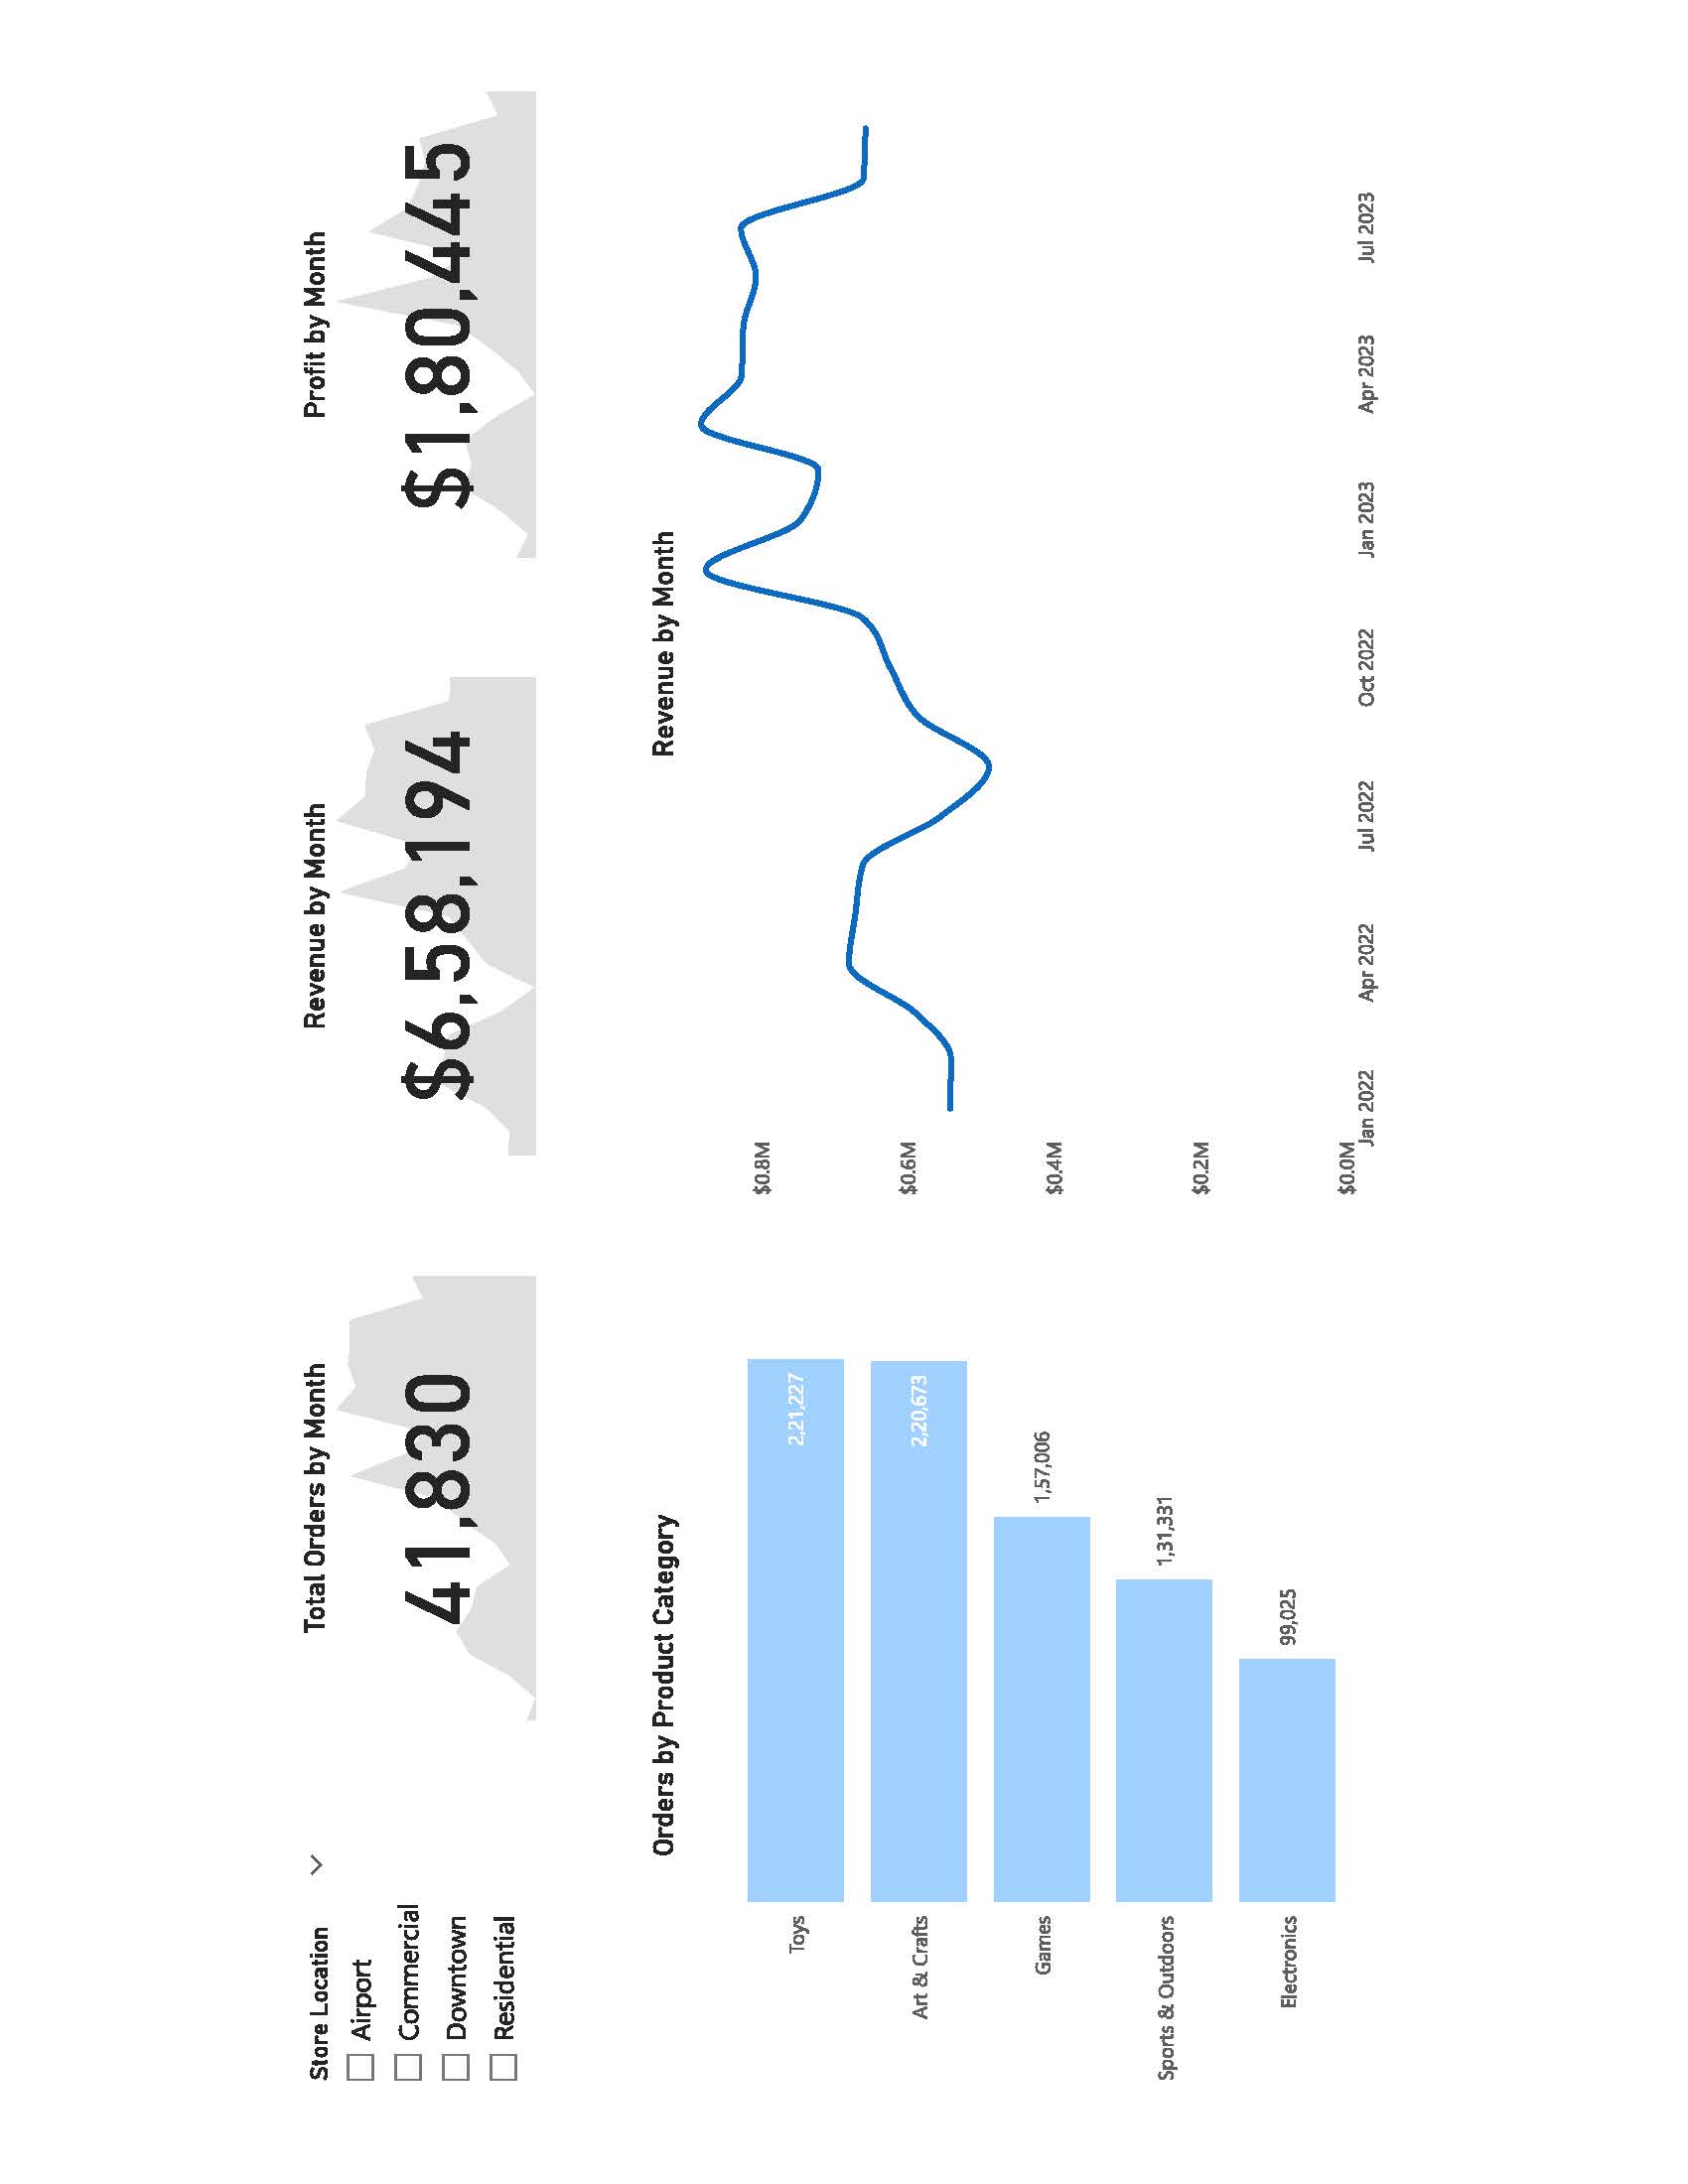 Store Location
Airport
Commercial
Downtown
Residential
Total Orders by Month
41,830
Revenue by Month
$6,58,194
Profit by Month
$1,80,445
Orders by Product Category
Toys
2,21,227
Art & Crafts
2,20,673
Games
1,57,006
Sports & Outdoors
1,31,331
Electronics
99,025
Revenue by Month
$0.8M
$0.6M
$0.4M
$0.2M
$0.0M
Jan 2022 Apr 2022 Jul 2022 Oct 2022 Jan 2023 Apr 2023 Jul 2023